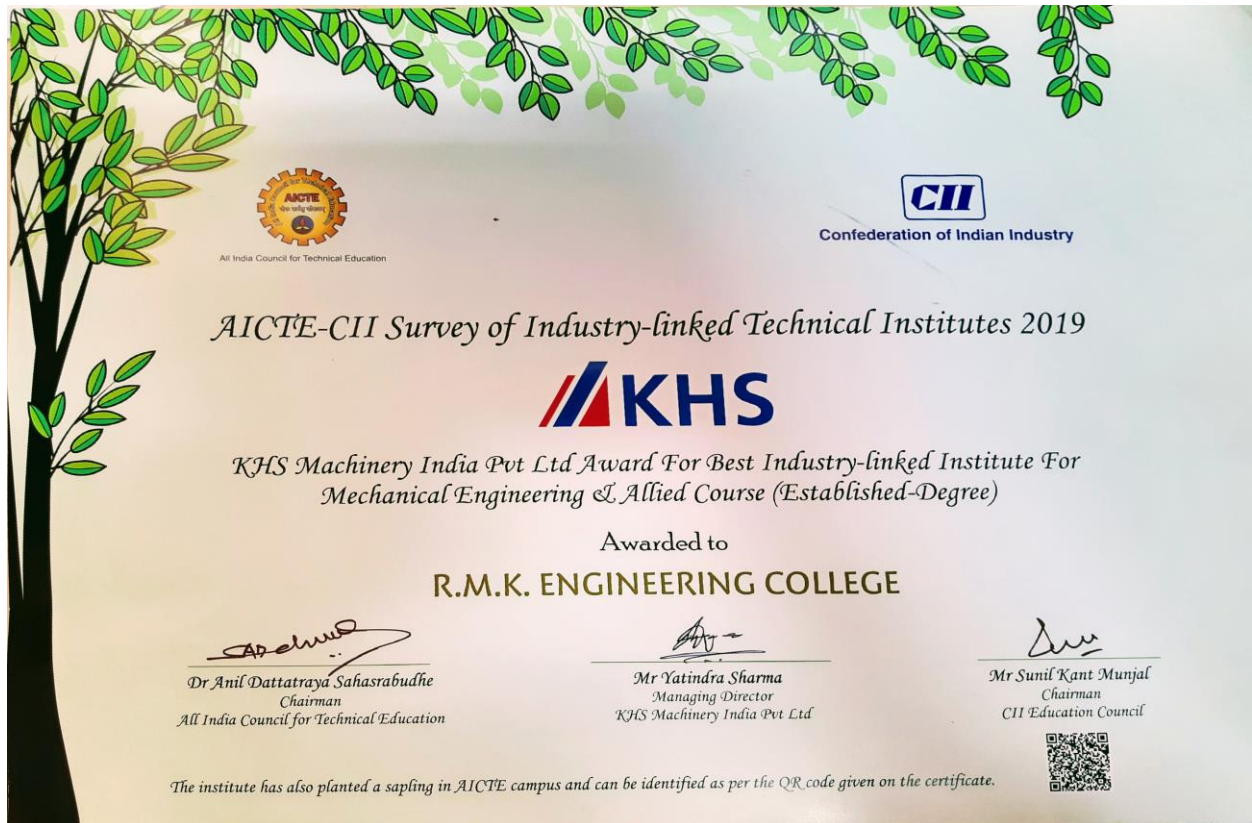 AICTE
All India Council for Technical Education
CII
Confederation of Indian Industry
AICTE-CII Survey of Industry-linked Technical Institutes 2019
KHS
KHS Machinery India Pvt Ltd Award For Best Industry-linked Institute For
Mechanical Engineering & Allied Course (Established-Degree)
Awarded to
R.M.K. ENGINEERING COLLEGE
Dr Anil Dattatraya Sahasrabudhe
Chairman
All India Council for Technical Education
Mr Yatindra Sharma
Managing Director
KHS Machinery India Pvt Ltd
Mr Sunil Kant Munjal
Chairman
CII Education Council
The institute has also planted a sapling in AICTE campus and can be identified as per the QR code given on the certificate.